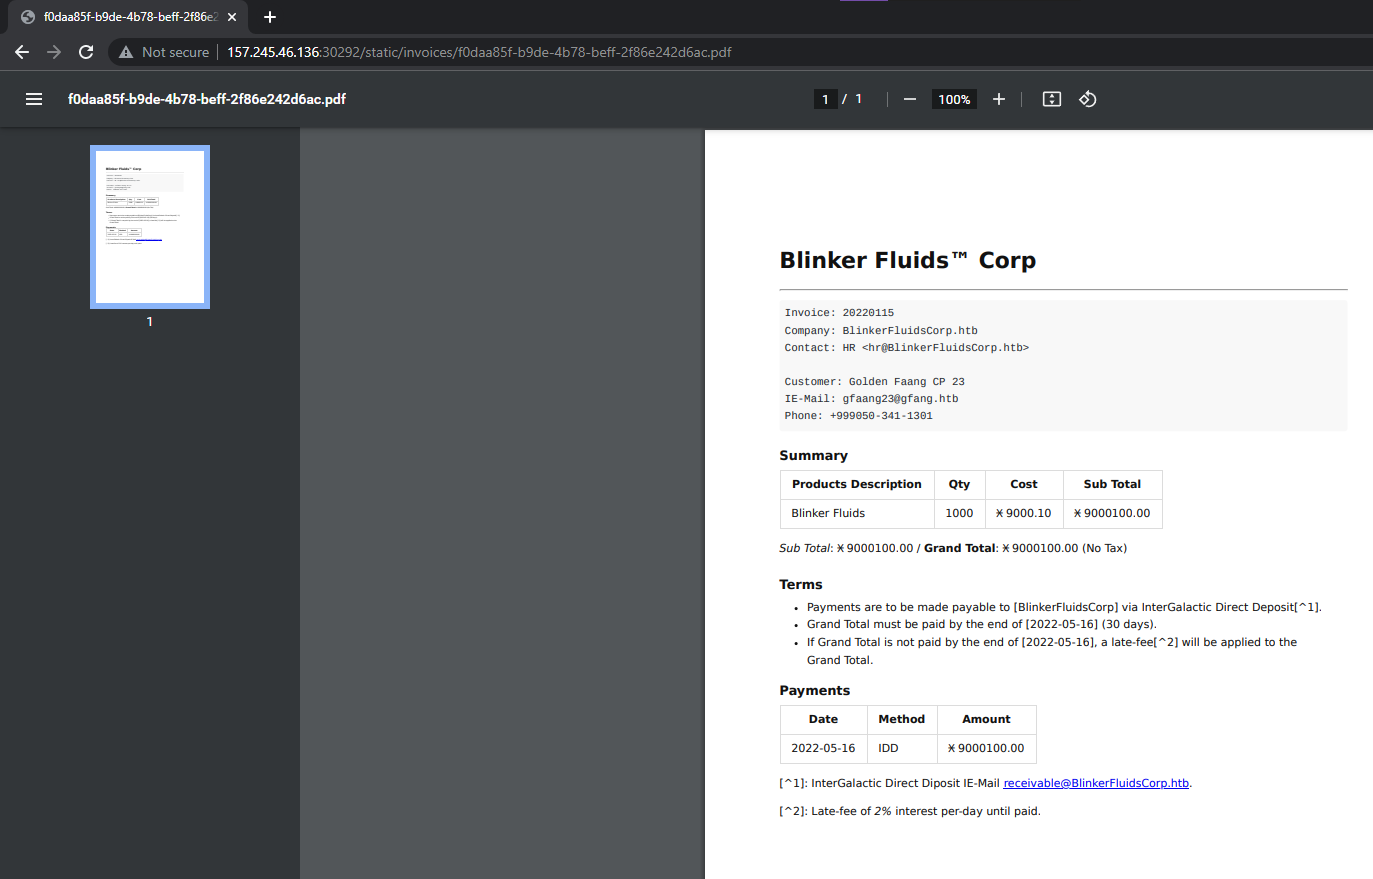 f0daa85f-b9de-4b78-beff-2f86e2
Not secure 157.245.46.136:30292/static/invoices/f0daa85f-b9de-4b78-beff-2f86e242d6ac.pdf
f0daa85f-b9de-4b78-beff-2f86e242d6ac.pdf 1 / 1 100%
1
Blinker Fluids™ Corp
Invoice: 20220115
Company: BlinkerFluidsCorp.htb
Contact: HR <hr@BlinkerFluidsCorp.htb>
Customer: Golden Faang CP 23
IE-Mail: gfaang23@gfang.htb
Phone: +999050-341-1301
Summary
Products Description Qty Cost Sub Total
Blinker Fluids 1000 Ӿ 9000.10 Ӿ 9000100.00
Sub Total: Ӿ 9000100.00 / Grand Total: Ӿ 9000100.00 (No Tax)
Terms
• Payments are to be made payable to [BlinkerFluidsCorp] via InterGalactic Direct Deposit[^1].
• Grand Total must be paid by the end of [2022-05-16] (30 days).
• If Grand Total is not paid by the end of [2022-05-16], a late-fee[^2] will be applied to the
Grand Total.
Payments
Date Method Amount
2022-05-16 IDD Ӿ 9000100.00
[^1]: InterGalactic Direct Diposit IE-Mail receivable@BlinkerFluidsCorp.htb.
[^2]: Late-fee of 2% interest per-day until paid.